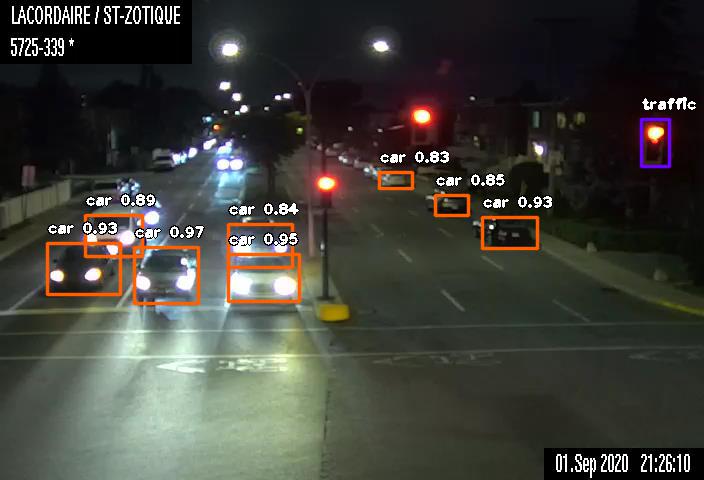 LACORDAIRE / ST-ZOTIQUE
5725-339 *
traffic
car 0.83
car 0.85
car 0.89
car 0.93
car 0.84
car 0.93
car 0.97
car 0.95
01.Sep 2020 21:26:10